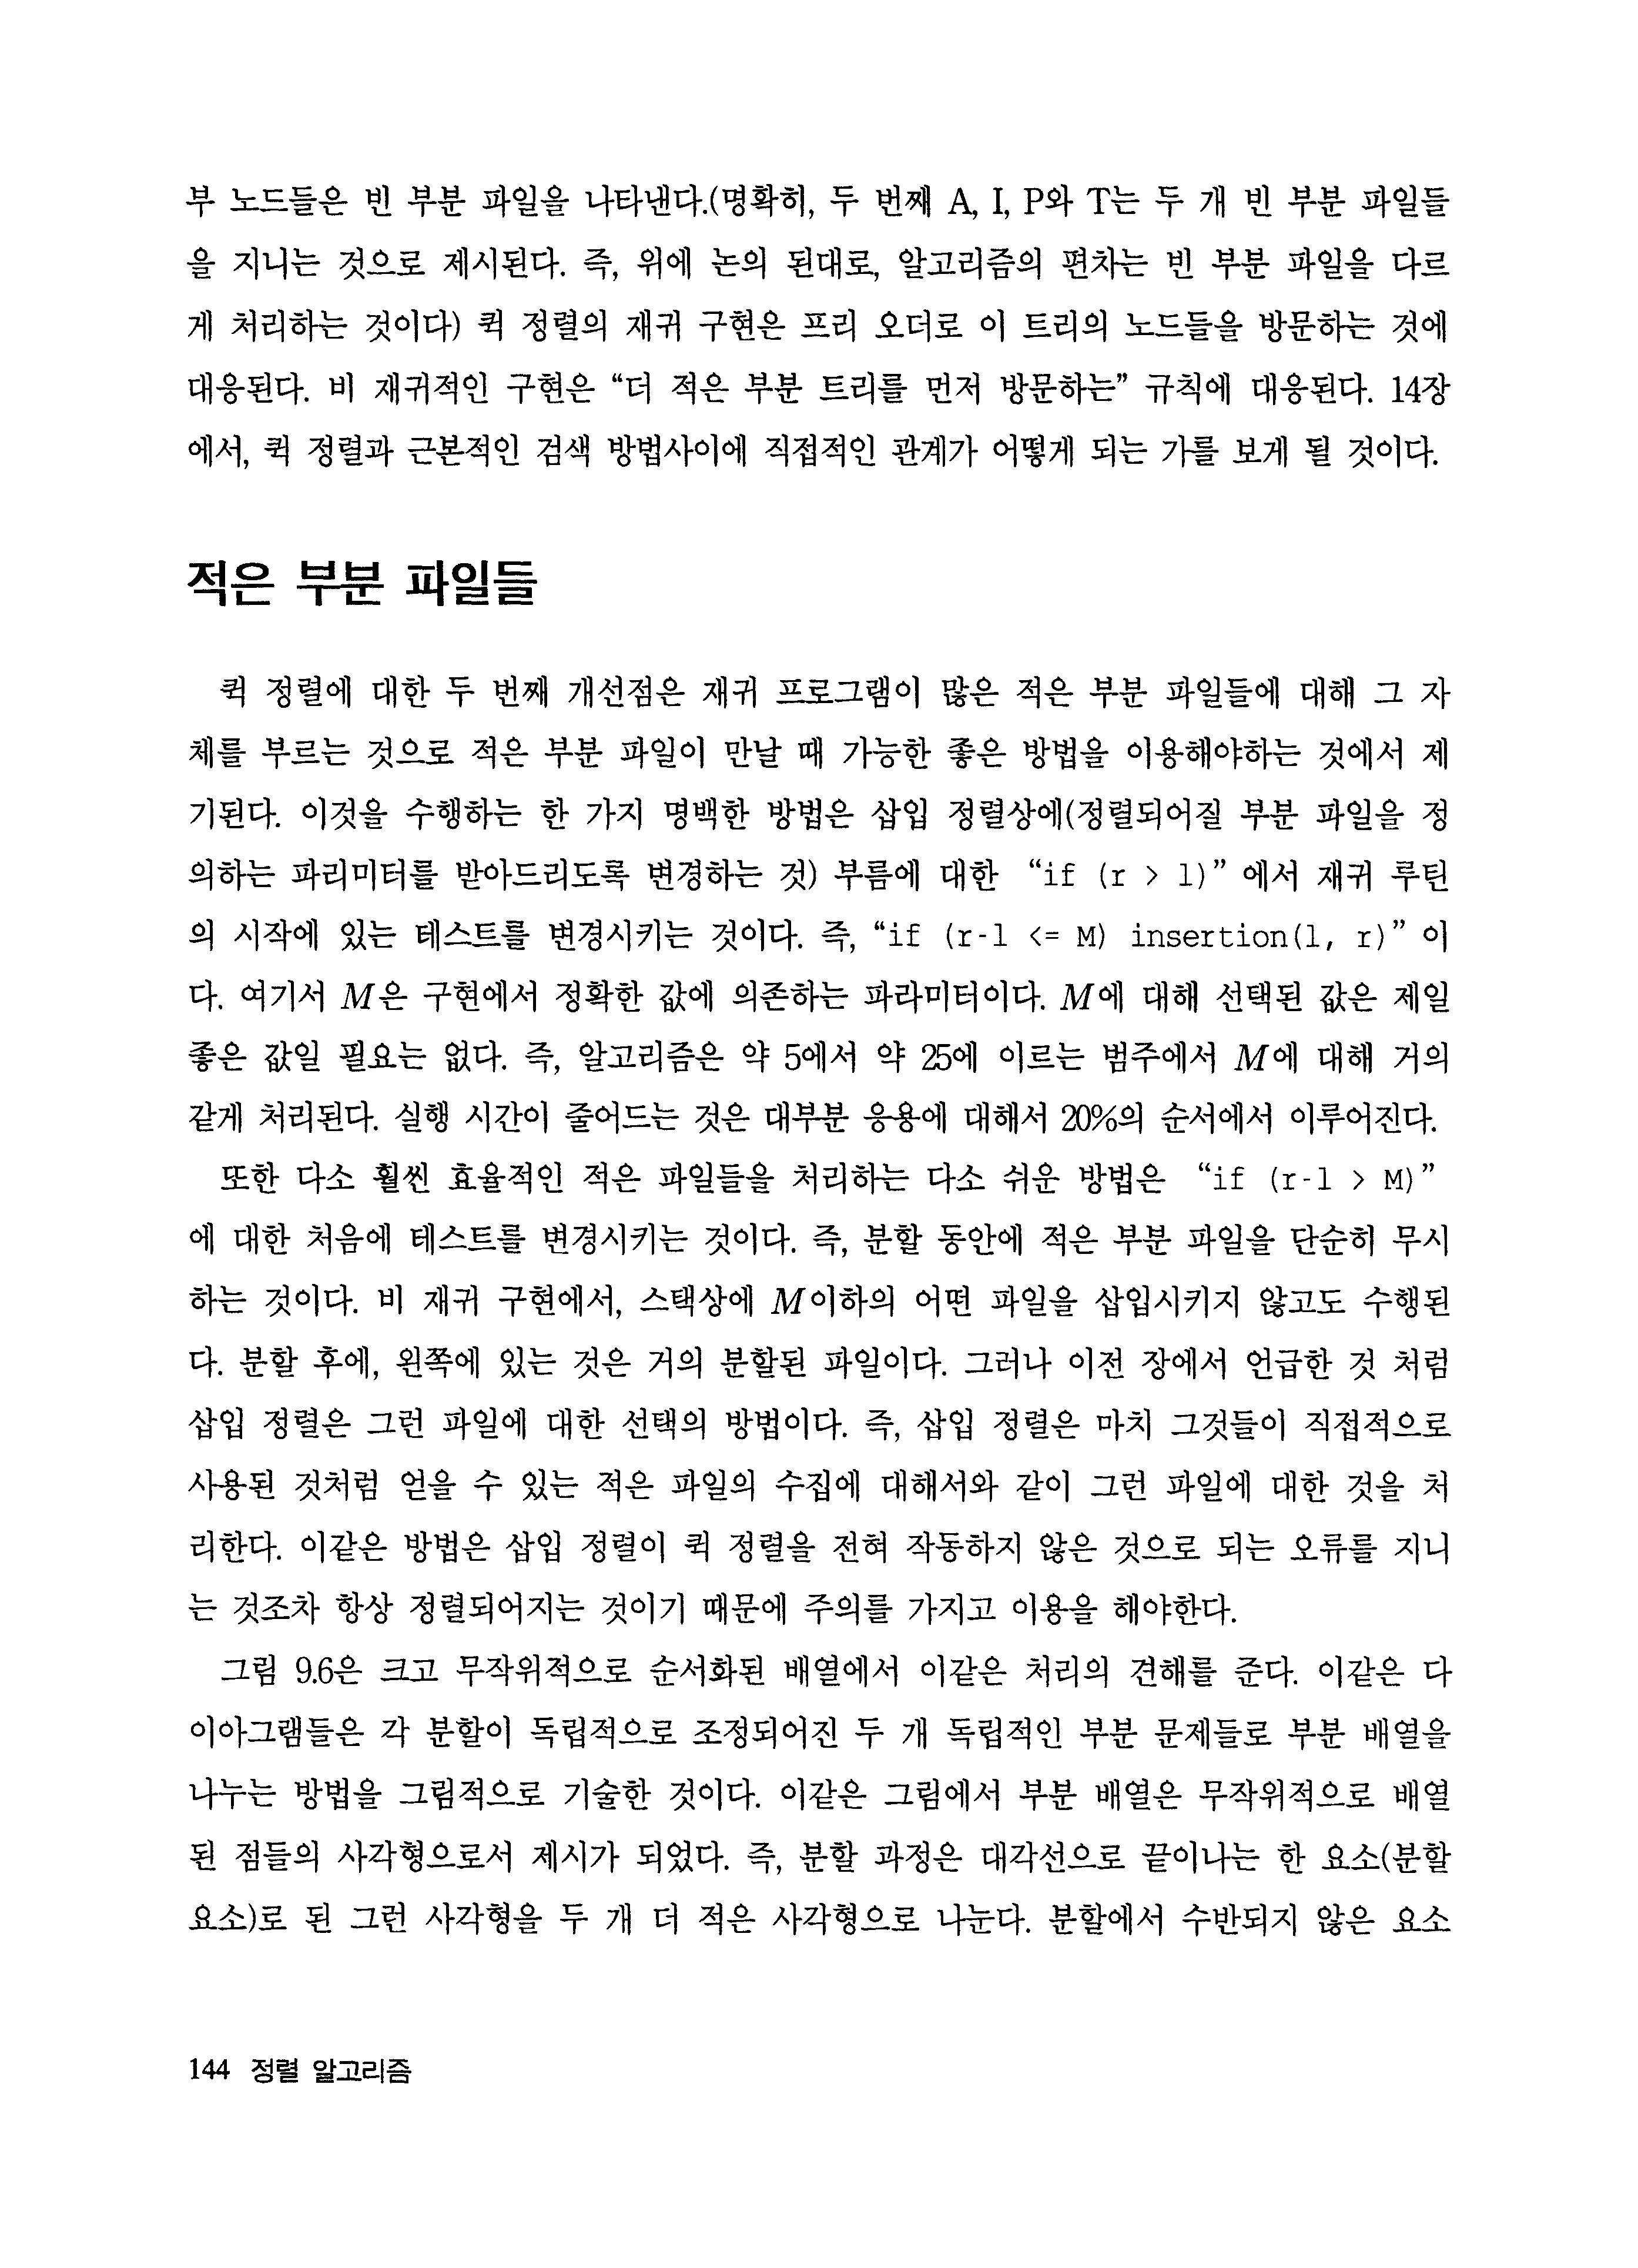 부 노드들은 빈 부분 파일을 나타낸다.(명확히, 두 번째 A, I, P와 T는 두 개 빈 부분 파일들
을 지니는 것으로 제시된다. 즉, 위에 논의 된대로, 알고리즘의 편차는 빈 부분 파일을 다르
게 처리하는 것이다) 퀵 정렬의 재귀 구현은 프리 오더로 이 트리의 노드들을 방문하는 것에
대응된다. 비 재귀적인 구현은 “더 적은 부분 트리를 먼저 방문하는” 규칙에 대응된다. 14장
에서, 퀵 정렬과 근본적인 검색 방법사이에 직접적인 관계가 어떻게 되는 가를 보게 될 것이다.
적은 부분 파일들
퀵 정렬에 대한 두 번째 개선점은 재귀 프로그램이 많은 적은 부분 파일들에 대해 그 자
체를 부르는 것으로 적은 부분 파일이 만날 때 가능한 좋은 방법을 이용해야하는 것에서 제
기된다. 이것을 수행하는 한 가지 명백한 방법은 삽입 정렬상에(정렬되어질 부분 파일을 정
의하는 파리미터를 받아드리도록 변경하는 것) 부름에 대한 “if (r > l)” 에서 재귀 루틴
의 시작에 있는 테스트를 변경시키는 것이다. 즉, “if (r-l <= M) insertion(l, r)” 이
다. 여기서 M은 구현에서 정확한 값에 의존하는 파라미터이다. M에 대해 선택된 값은 제일
좋은 값일 필요는 없다. 즉, 알고리즘은 약 5에서 약 25에 이르는 범주에서 M에 대해 거의
같게 처리된다. 실행 시간이 줄어드는 것은 대부분 응용에 대해서 20%의 순서에서 이루어진다.
또한 다소 훨씬 효율적인 적은 파일들을 처리하는 다소 쉬운 방법은 “if (r-l > M)”
에 대한 처음에 테스트를 변경시키는 것이다. 즉, 분할 동안에 적은 부분 파일을 단순히 무시
하는 것이다. 비 재귀 구현에서, 스택상에 M이하의 어떤 파일을 삽입시키지 않고도 수행된
다. 분할 후에, 왼쪽에 있는 것은 거의 분할된 파일이다. 그러나 이전 장에서 언급한 것 처럼
삽입 정렬은 그런 파일에 대한 선택의 방법이다. 즉, 삽입 정렬은 마치 그것들이 직접적으로
사용된 것처럼 얻을 수 있는 적은 파일의 수집에 대해서와 같이 그런 파일에 대한 것을 처
리한다. 이같은 방법은 삽입 정렬이 퀵 정렬을 전혀 작동하지 않은 것으로 되는 오류를 지니
는 것조차 항상 정렬되어지는 것이기 때문에 주의를 가지고 이용을 해야한다.
그림 9.6은 크고 무작위적으로 순서화된 배열에서 이같은 처리의 견해를 준다. 이같은 다
이아그램들은 각 분할이 독립적으로 조정되어진 두 개 독립적인 부분 문제들로 부분 배열을
나누는 방법을 그림적으로 기술한 것이다. 이같은 그림에서 부분 배열은 무작위적으로 배열
된 점들의 사각형으로서 제시가 되었다. 즉, 분할 과정은 대각선으로 끝이나는 한 요소(분할
요소)로 된 그런 사각형을 두 개 더 적은 사각형으로 나눈다. 분할에서 수반되지 않은 요소
144 정렬 알고리즘